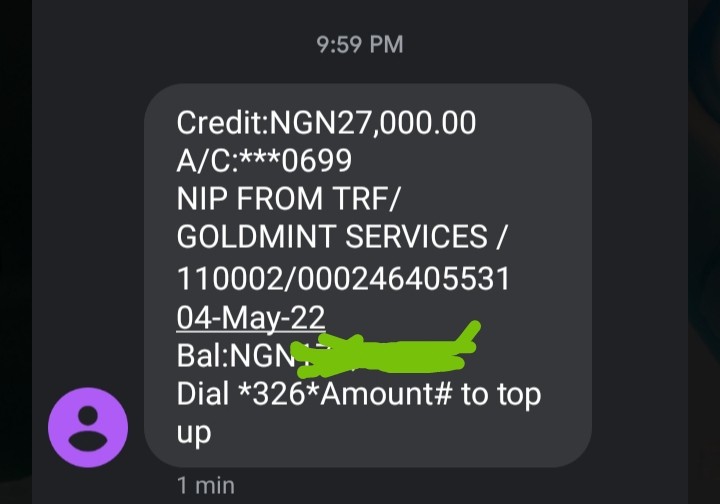 9:59 PM
Credit:NGN27,000.00
A/C:***0699
NIP FROM TRF/
GOLDMINT SERVICES /
110002/000246405531
04-May-22
Bal:NGN
Dial *326*Amount# to top
up
1 min